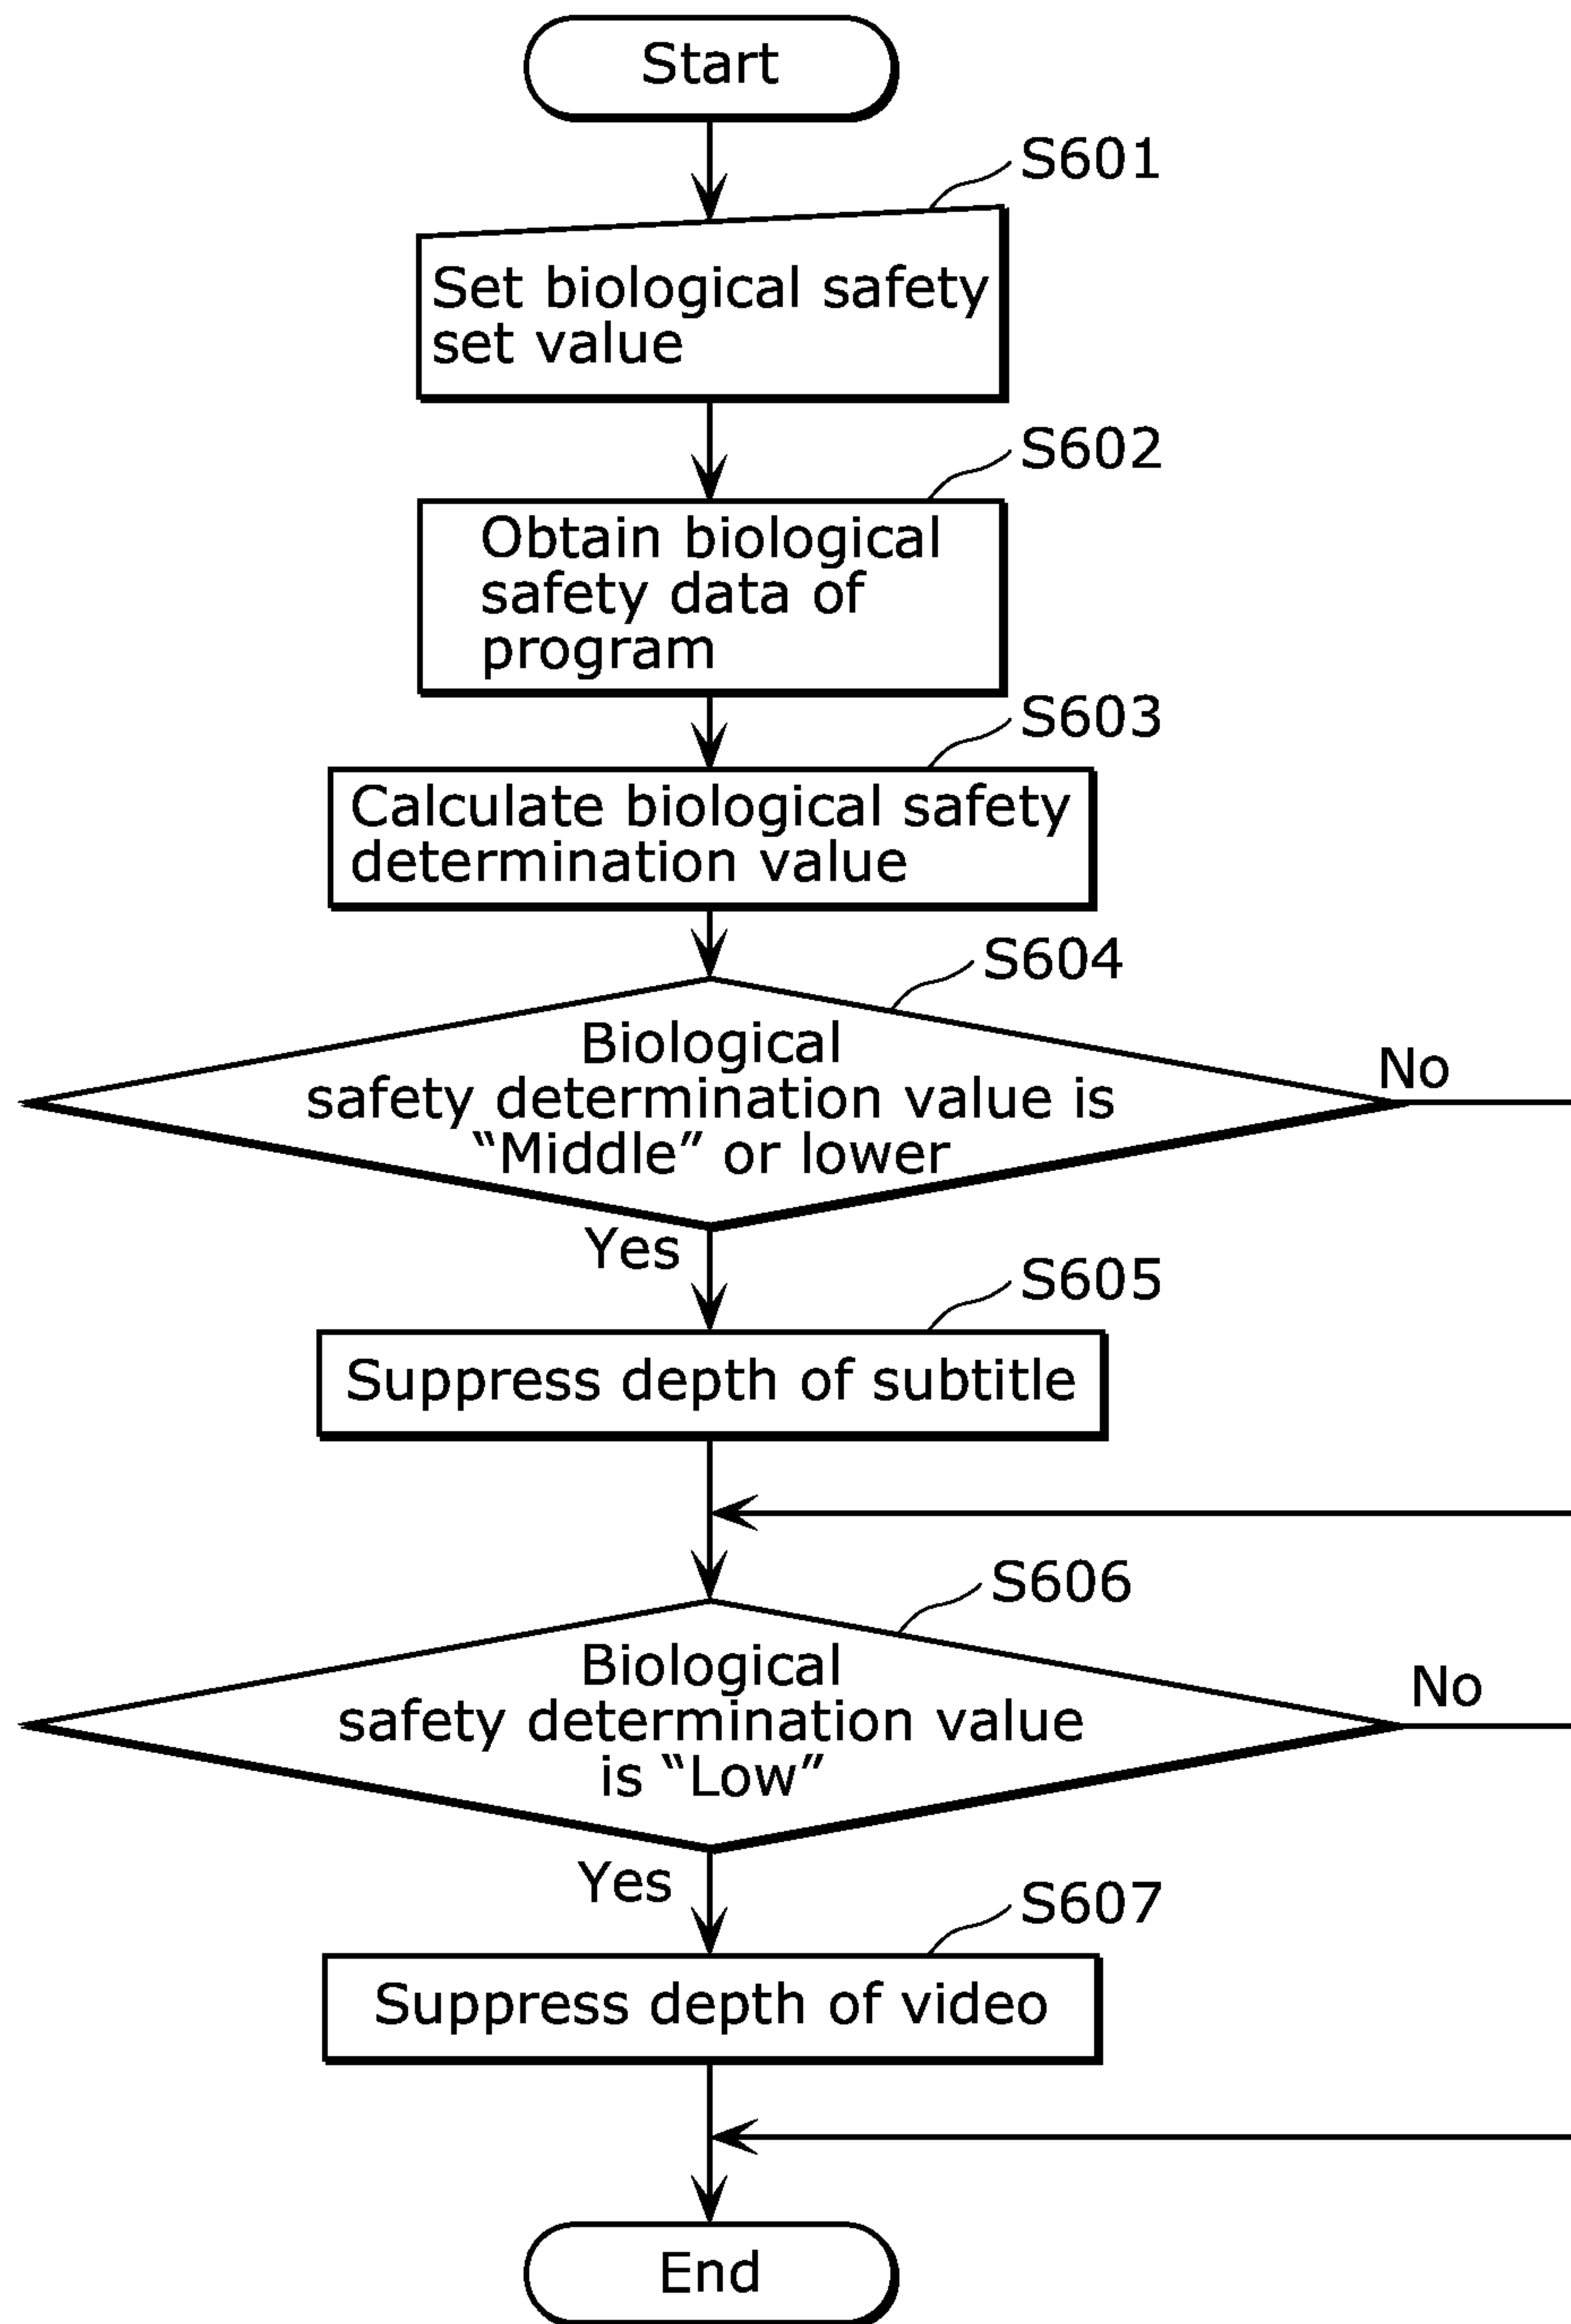 Start
S601
Set biological safety
set value
S602
Obtain biological
safety data of
program
S603
Calculate biological safety
determination value
S604
Biological
safety determination value is
“Middle” or lower
No
Yes
S605
Suppress depth of subtitle
S606
Biological
safety determination value
is “Low”
No
Yes
S607
Suppress depth of video
End